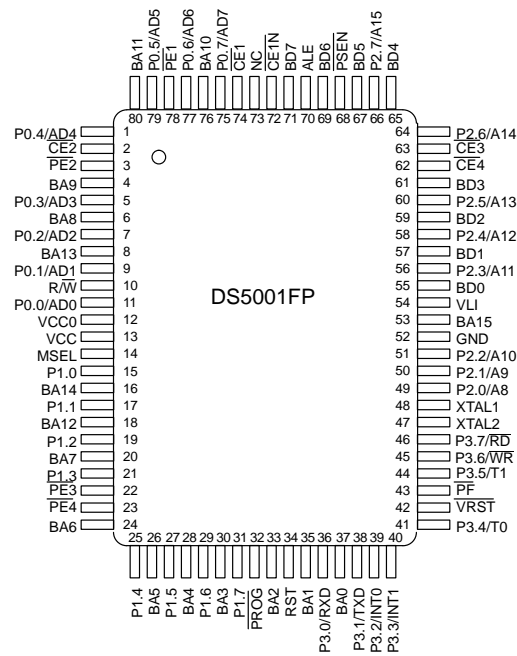 BA11
P0.5/AD5
PE1
P0.6/AD6
BA10
P0.7/AD7
CE1
NC
CE1N
BD7
ALE
BD6
PSEN
BD5
P2.7/A15
BD4
80 79 78 77 76 75 74 73 72 71 70 69 68 67 66 65
P0.4/AD4 1 64 P2.6/A14
CE2 2 63 CE3
PE2 3 62 CE4
BA9 4 61 BD3
P0.3/AD3 5 60 P2.5/A13
BA8 6 59 BD2
P0.2/AD2 7 58 P2.4/A12
BA13 8 57 BD1
P0.1/AD1 9 56 P2.3/A11
R/W 10 55 BD0
P0.0/AD0 11 54 VLI
DS5001FP
VCC0 12 53 BA15
VCC 13 52 GND
MSEL 14 51 P2.2/A10
P1.0 15 50 P2.1/A9
BA14 16 49 P2.0/A8
P1.1 17 48 XTAL1
BA12 18 47 XTAL2
P1.2 19 46 P3.7/RD
BA7 20 45 P3.6/WR
P1.3 21 44 P3.5/T1
PE3 22 43 PF
PE4 23 42 VRST
BA6 24 41 P3.4/T0
25 26 27 28 29 30 31 32 33 34 35 36 37 38 39 40
P1.4
BA5
P1.5
BA4
P1.6
BA3
P1.7
PROG
BA2
RST
BA1
P3.0/RXD
BA0
P3.1/TXD
P3.2/INT0
P3.3/INT1